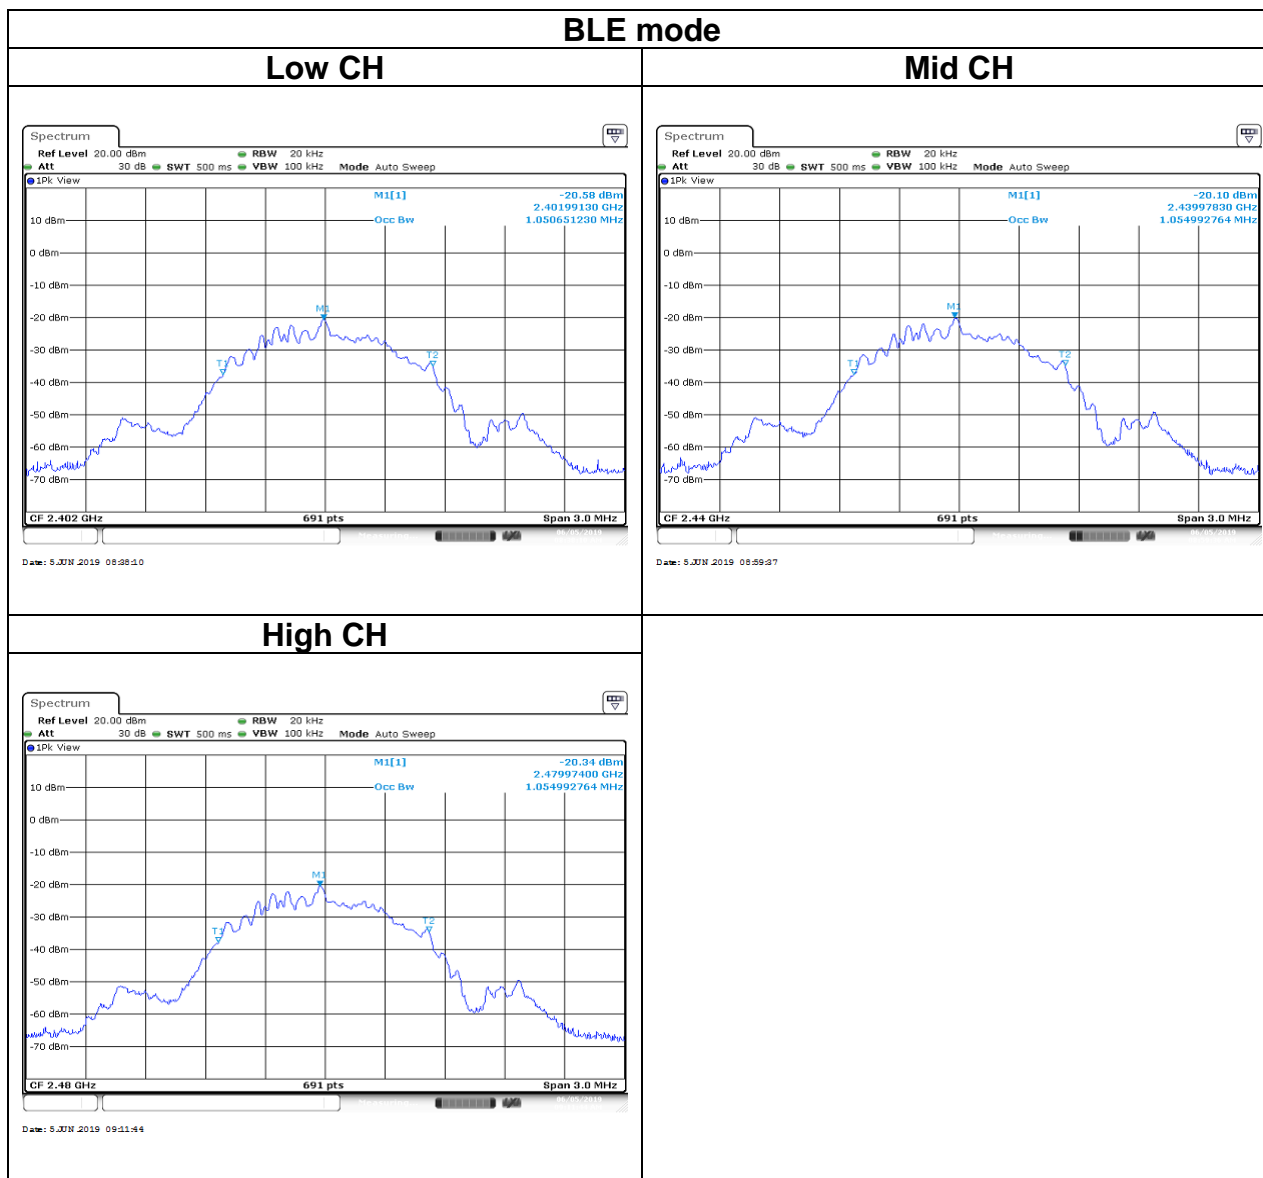 BLE mode
Low CH
Mid CH
Spectrum
Ref Level 20.00 dBm RBW 20 kHz
Att 30 dB SWT 500 ms VBW 100 kHz Mode Auto Sweep
1Pk View
M1[1] -20.58 dBm
2.40199130 GHz
Occ Bw 1.050651230 MHz
10 dBm
0 dBm
-10 dBm
M1
-20 dBm
-30 dBm
T1
T2
-40 dBm
-50 dBm
-60 dBm
-70 dBm
CF 2.402 GHz 691 pts Span 3.0 MHz
Date: 5.JUN.2019 08:38:10
Spectrum
Ref Level 20.00 dBm RBW 20 kHz
Att 30 dB SWT 500 ms VBW 100 kHz Mode Auto Sweep
1Pk View
M1[1] -20.10 dBm
2.43997830 GHz
Occ Bw 1.054992764 MHz
10 dBm
0 dBm
-10 dBm
M1
-20 dBm
-30 dBm
T1
T2
-40 dBm
-50 dBm
-60 dBm
-70 dBm
CF 2.44 GHz 691 pts Span 3.0 MHz
Date: 5.JUN.2019 08:59:37
High CH
Spectrum
Ref Level 20.00 dBm RBW 20 kHz
Att 30 dB SWT 500 ms VBW 100 kHz Mode Auto Sweep
1Pk View
M1[1] -20.34 dBm
2.47997400 GHz
Occ Bw 1.054992764 MHz
10 dBm
0 dBm
-10 dBm
M1
-20 dBm
-30 dBm
T1
T2
-40 dBm
-50 dBm
-60 dBm
-70 dBm
CF 2.48 GHz 691 pts Span 3.0 MHz
Date: 5.JUN.2019 09:11:44